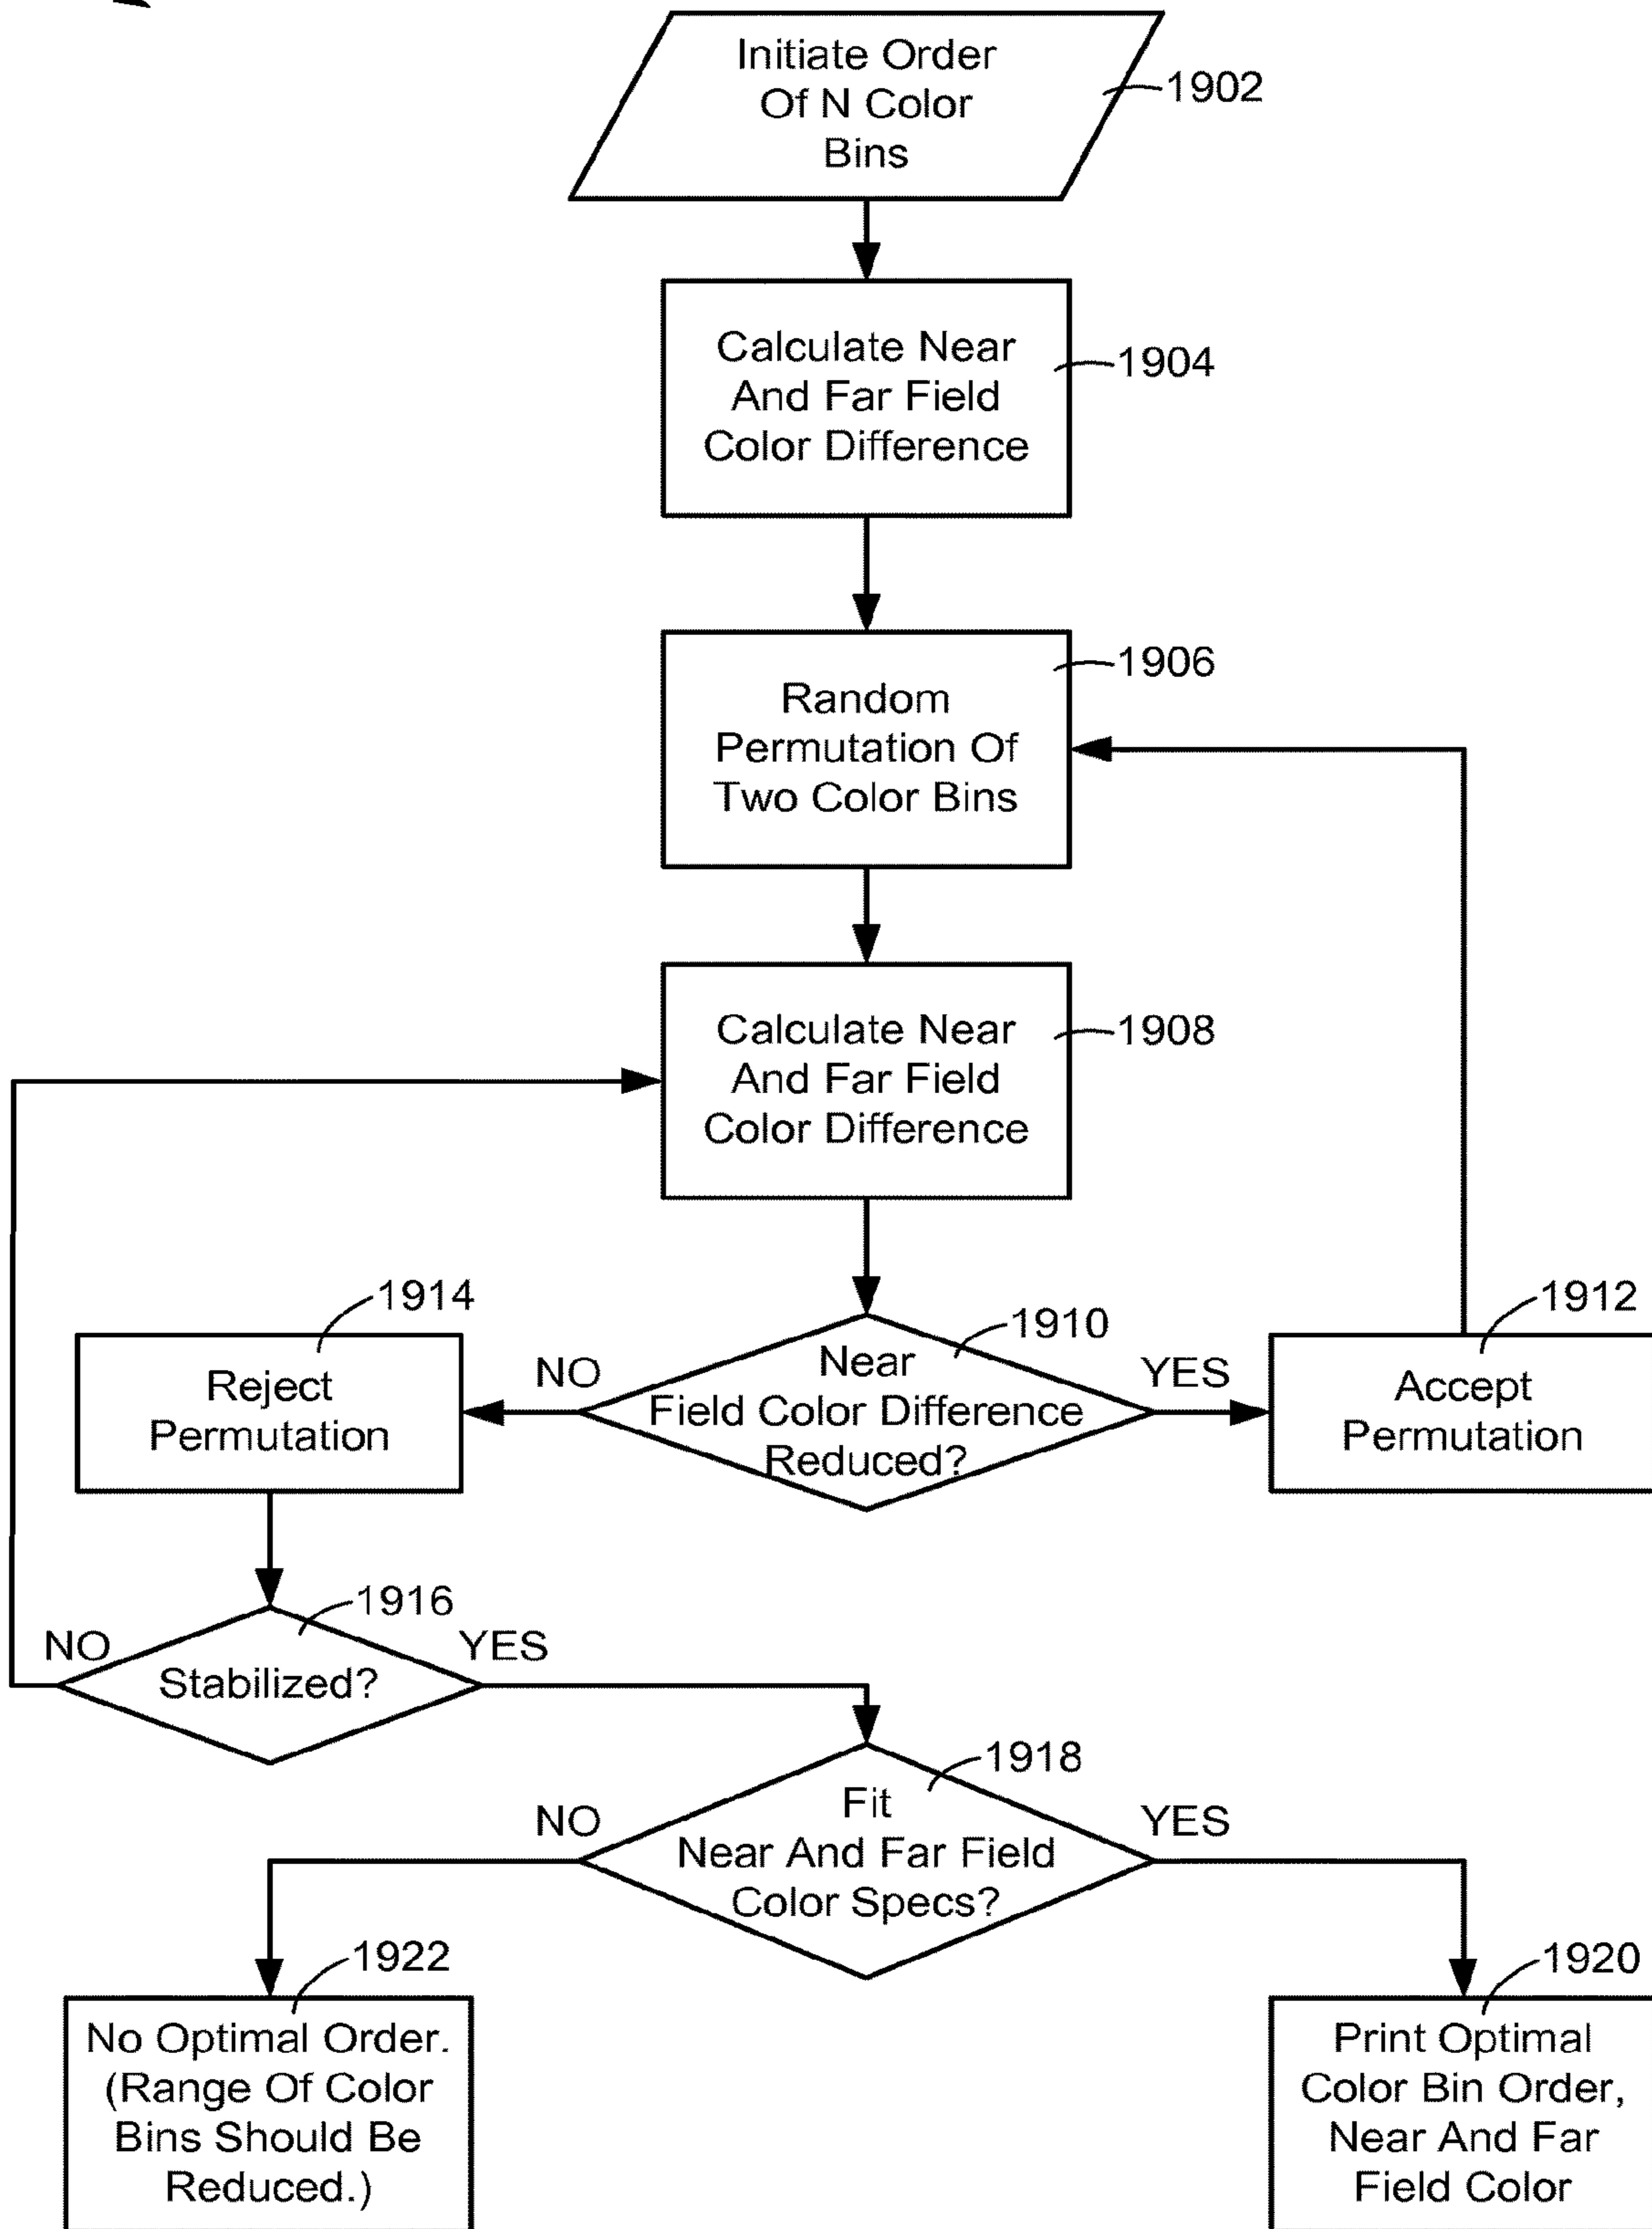 Initiate Order
Of N Color
Bins
1902
Calculate Near
And Far Field
Color Difference
1904
Random
Permutation Of
Two Color Bins
1906
Calculate Near
And Far Field
Color Difference
1908
Near
Field Color Difference
Reduced?
1910
NO
YES
Reject
Permutation
1914
Accept
Permutation
1912
Stabilized?
1916
NO
YES
Fit
Near And Far Field
Color Specs?
1918
NO
YES
No Optimal Order.
(Range Of Color
Bins Should Be
Reduced.)
1922
Print Optimal
Color Bin Order,
Near And Far
Field Color
1920